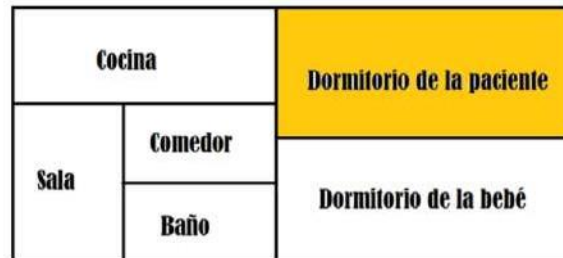 Cocina
Dormitorio de la paciente
Comedor
Sala
Dormitorio de la bebé
Baño